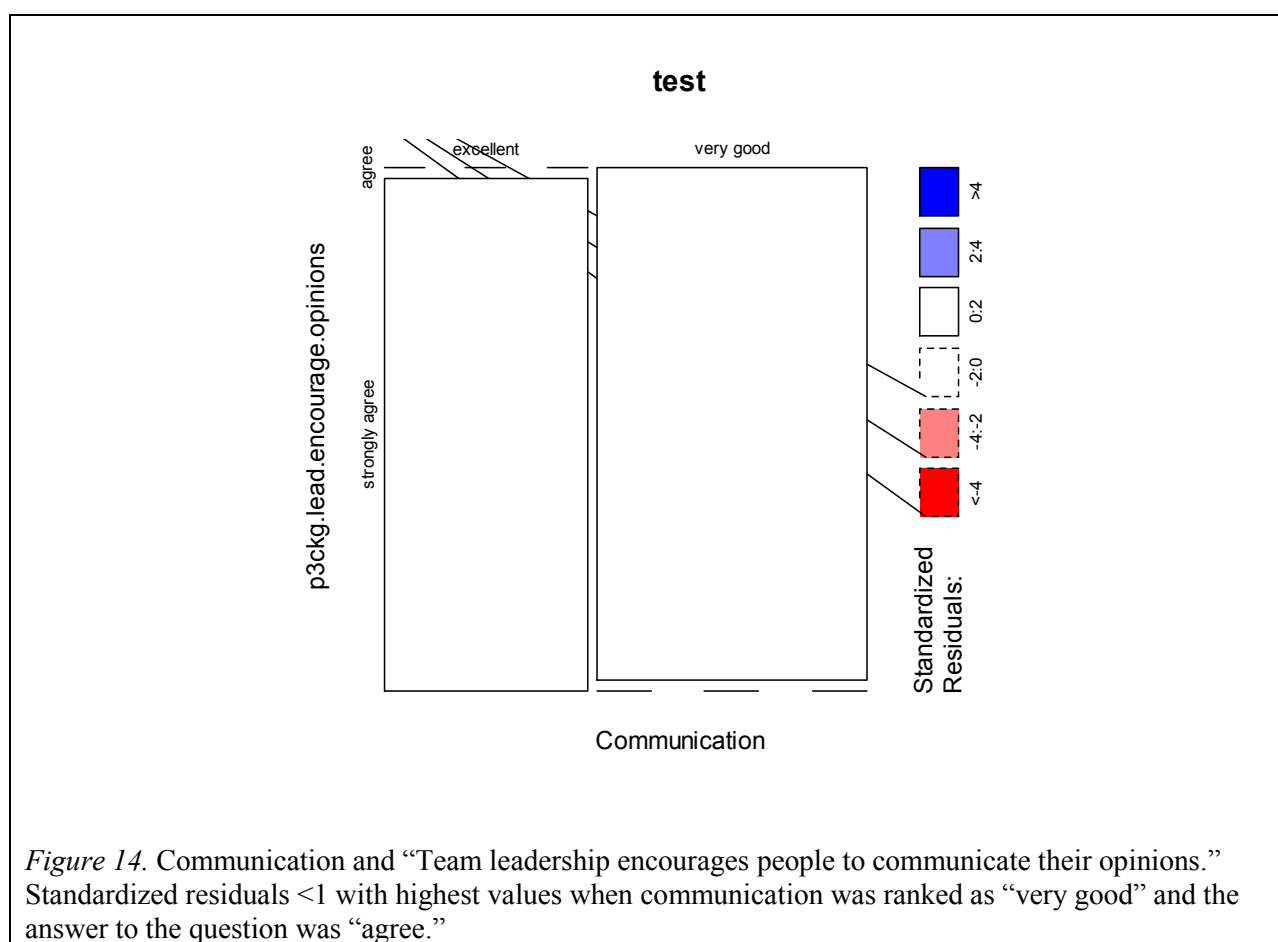 test
excellent
very good
agree
strongly agree
p3ckg.lead.encourage.opinions
Communication
>4
2:4
0:2
-2:0
-4:-2
<-4
Standardized
Residuals:
Figure 14. Communication and “Team leadership encourages people to communicate their opinions.”
Standardized residuals <1 with highest values when communication was ranked as “very good” and the
answer to the question was “agree.”